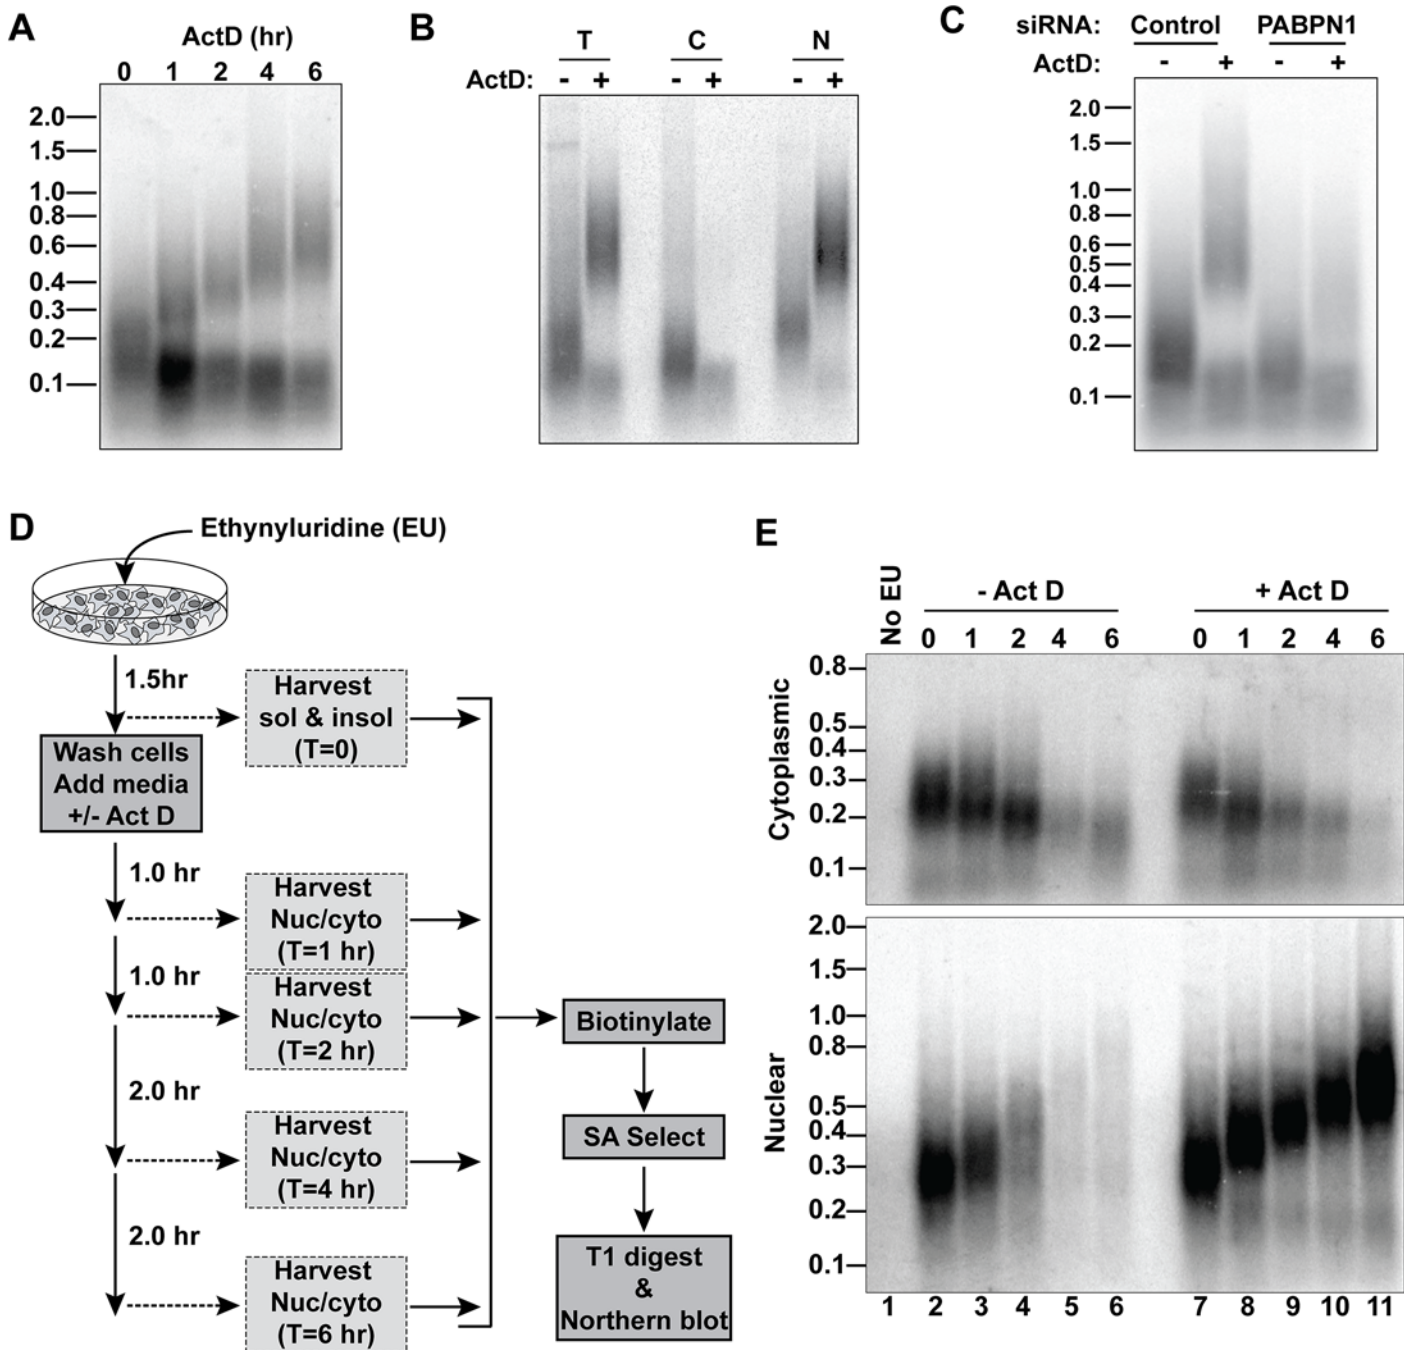 A
ActD (hr)
0 1 2 4 6
2.0
1.5
1.0
0.8
0.6
0.4
0.3
0.2
0.1
B
T C N
ActD: - + - + - +
C
siRNA: Control PABPN1
ActD: - + - +
2.0
1.5
1.0
0.8
0.6
0.5
0.4
0.3
0.2
0.1
D
Ethynyluridine (EU)
1.5hr
Harvest
sol & insol
(T=0)
Wash cells
Add media
+/- Act D
1.0 hr
Harvest
Nuc/cyto
(T=1 hr)
1.0 hr
Harvest
Nuc/cyto
(T=2 hr)
2.0 hr
Harvest
Nuc/cyto
(T=4 hr)
2.0 hr
Harvest
Nuc/cyto
(T=6 hr)
Biotinylate
SA Select
T1 digest
&
Northern blot
E
No EU
- Act D + Act D
0 1 2 4 6 0 1 2 4 6
Cytoplasmic
0.8
0.5
0.4
0.3
0.2
0.1
Nuclear
2.0
1.5
1.0
0.8
0.5
0.4
0.3
0.2
0.1
1 2 3 4 5 6 7 8 9 10 11